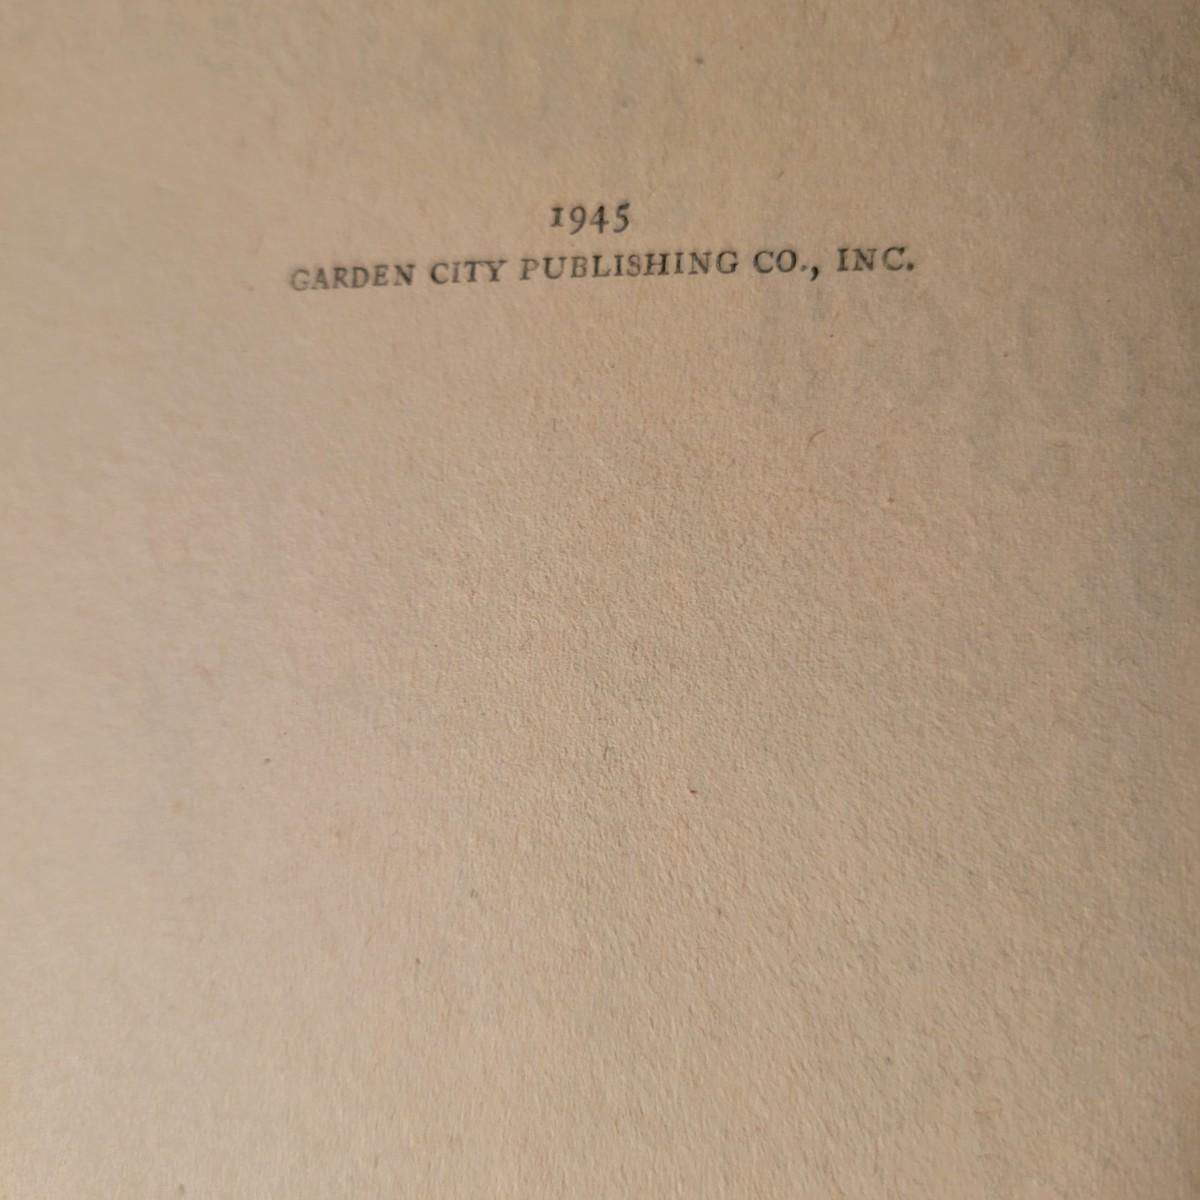 1945
GARDEN CITY PUBLISHING CO., INC.